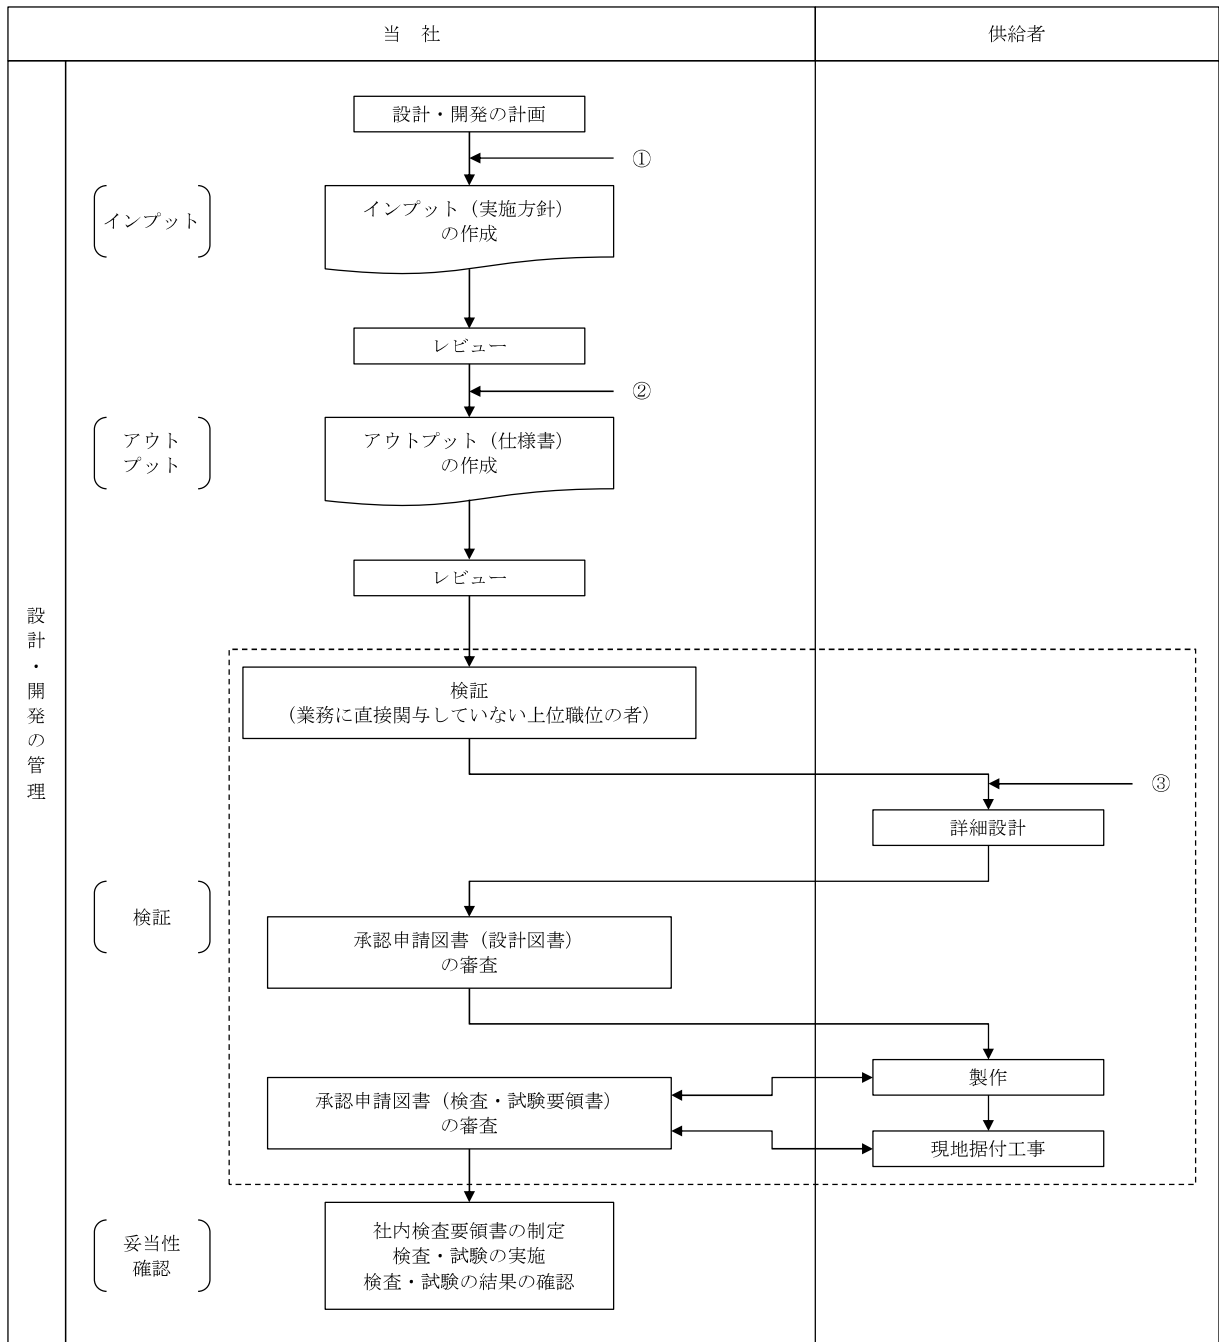 当　社
供給者
設計・開発の計画
①
インプット
インプット（実施方針）
の作成
レビュー
②
アウト
プット
アウトプット（仕様書）
の作成
レビュー
設計・開発の管理
検証
（業務に直接関与していない上位職位の者）
③
詳細設計
検証
承認申請図書（設計図書）
の審査
製作
承認申請図書（検査・試験要領書）
の審査
現地据付工事
妥当性
確認
社内検査要領書の制定
検査・試験の実施
検査・試験の結果の確認